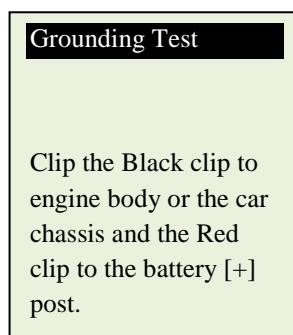 Grounding Test
Clip the Black clip to
engine body or the car
chassis and the Red
clip to the battery [+]
post.